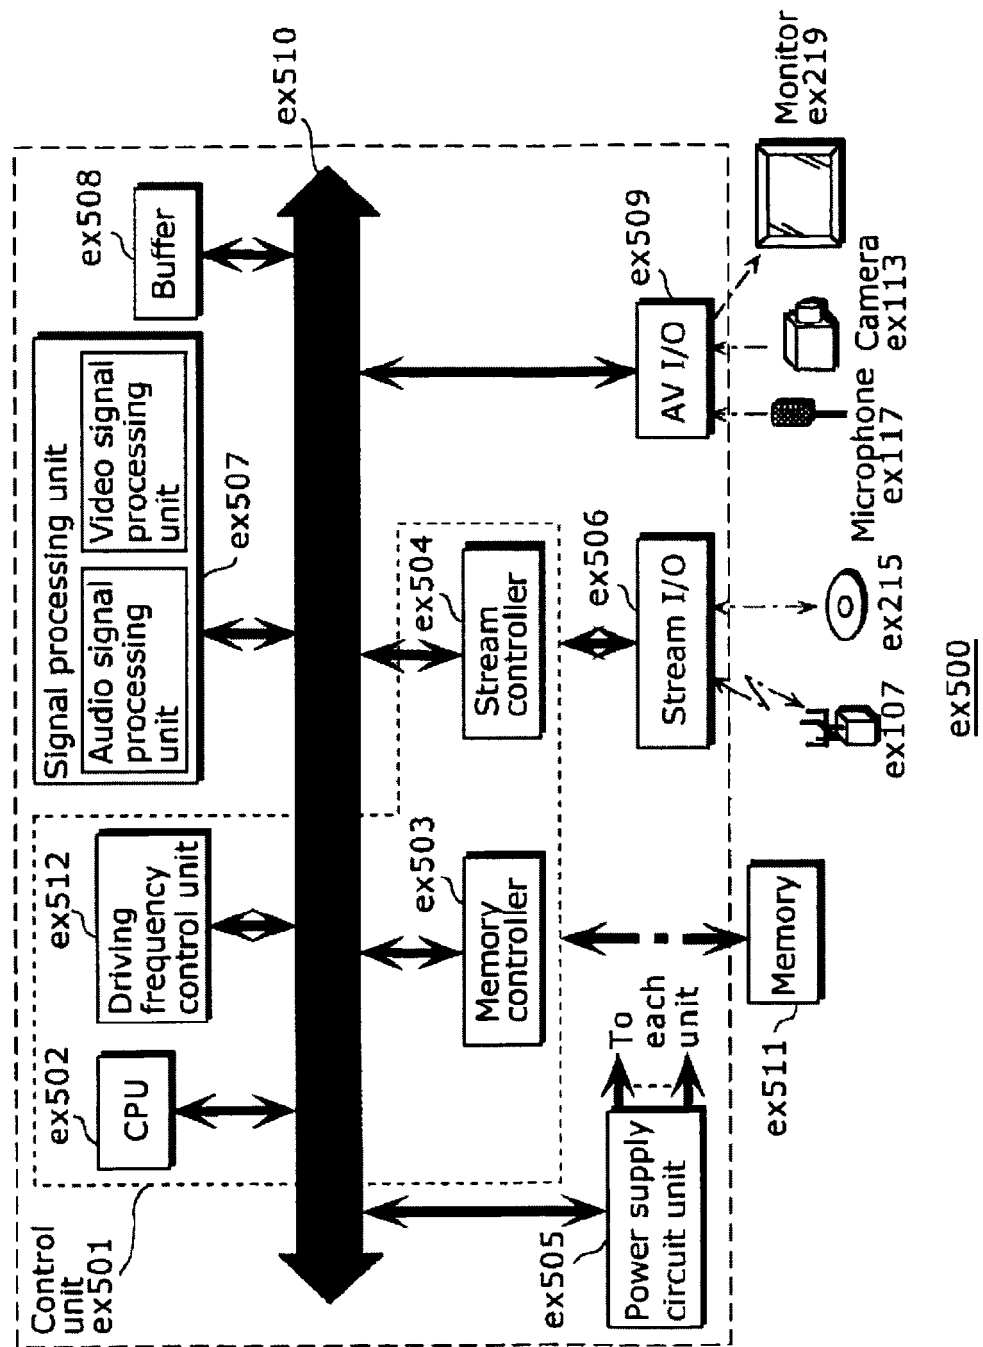 Control
unit
ex501
ex502
CPU
ex512
Driving
frequency
control unit
Signal processing unit
Audio signal
processing
unit
Video signal
processing
unit
ex507
ex508
Buffer
ex510
ex503
Memory
controller
ex504
Stream
controller
ex505
Power supply
circuit unit
To
each
unit
ex506
Stream I/O
ex509
AV I/O
ex511
Memory
ex107
ex215
Microphone
ex117
Camera
ex113
Monitor
ex219
ex500